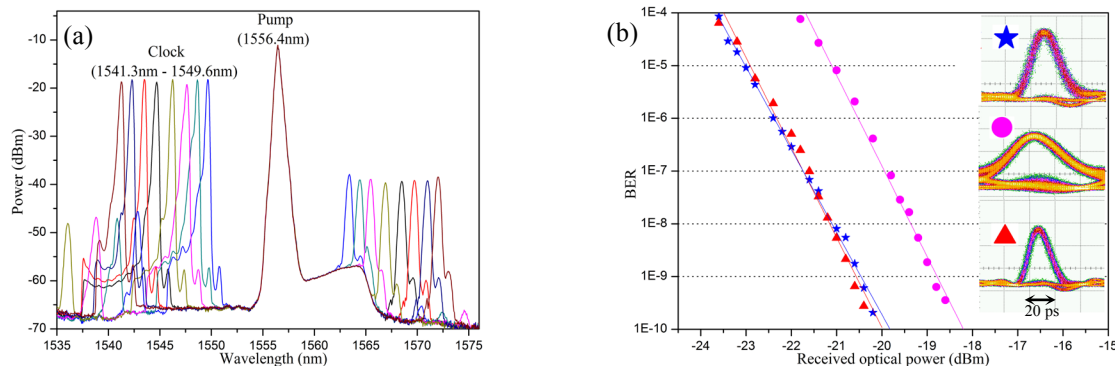 (a)
Pump
(1556.4nm)
Clock
(1541.3nm - 1549.6nm)
Power (dBm)
-10
-20
-30
-40
-50
-60
-70
1535 1540 1545 1550 1555 1560 1565 1570 1575
Wavelength (nm)
(b)
BER
1E-4
1E-5
1E-6
1E-7
1E-8
1E-9
1E-10
20 ps
-24 -23 -22 -21 -20 -19 -18 -17 -16 -15
Received optical power (dBm)